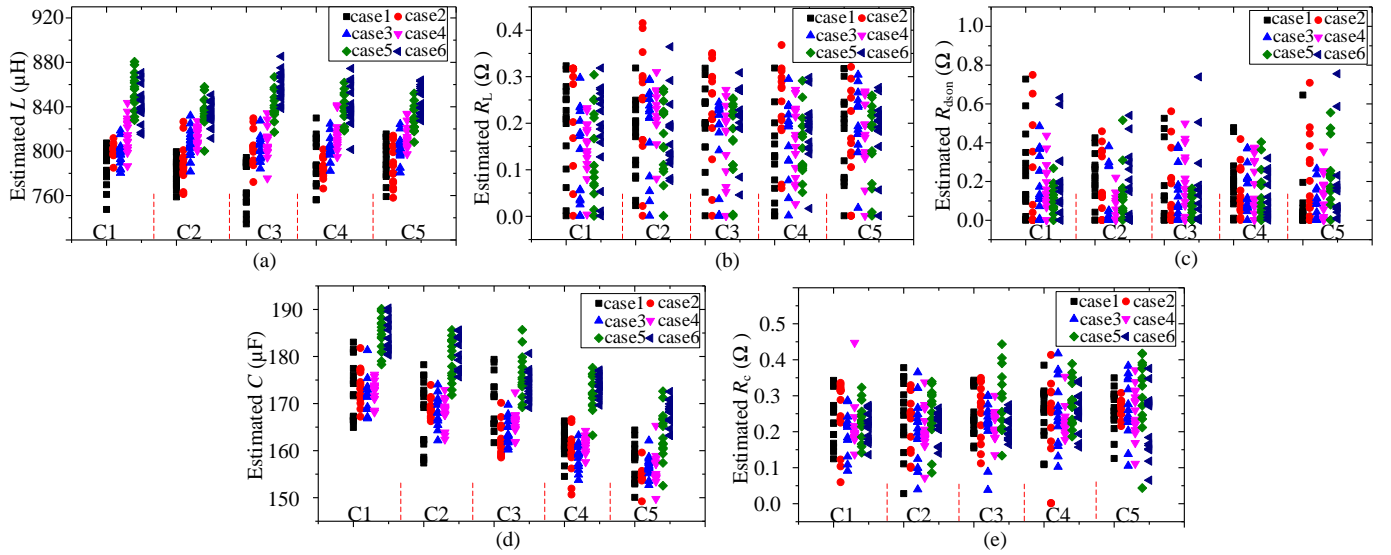 Estimated L (μH)
920
880
840
800
760
case1 case2
case3 case4
case5 case6
C1 C2 C3 C4 C5
(a)
Estimated R_L (Ω)
0.4
0.3
0.2
0.1
0.0
case1 case2
case3 case4
case5 case6
C1 C2 C3 C4 C5
(b)
Estimated R_dson (Ω)
1.0
0.8
0.6
0.4
0.2
0.0
case1 case2
case3 case4
case5 case6
C1 C2 C3 C4 C5
(c)
Estimated C (μF)
190
180
170
160
150
case1 case2
case3 case4
case5 case6
C1 C2 C3 C4 C5
(d)
Estimated R_c (Ω)
0.5
0.4
0.3
0.2
0.1
0.0
case1 case2
case3 case4
case5 case6
C1 C2 C3 C4 C5
(e)